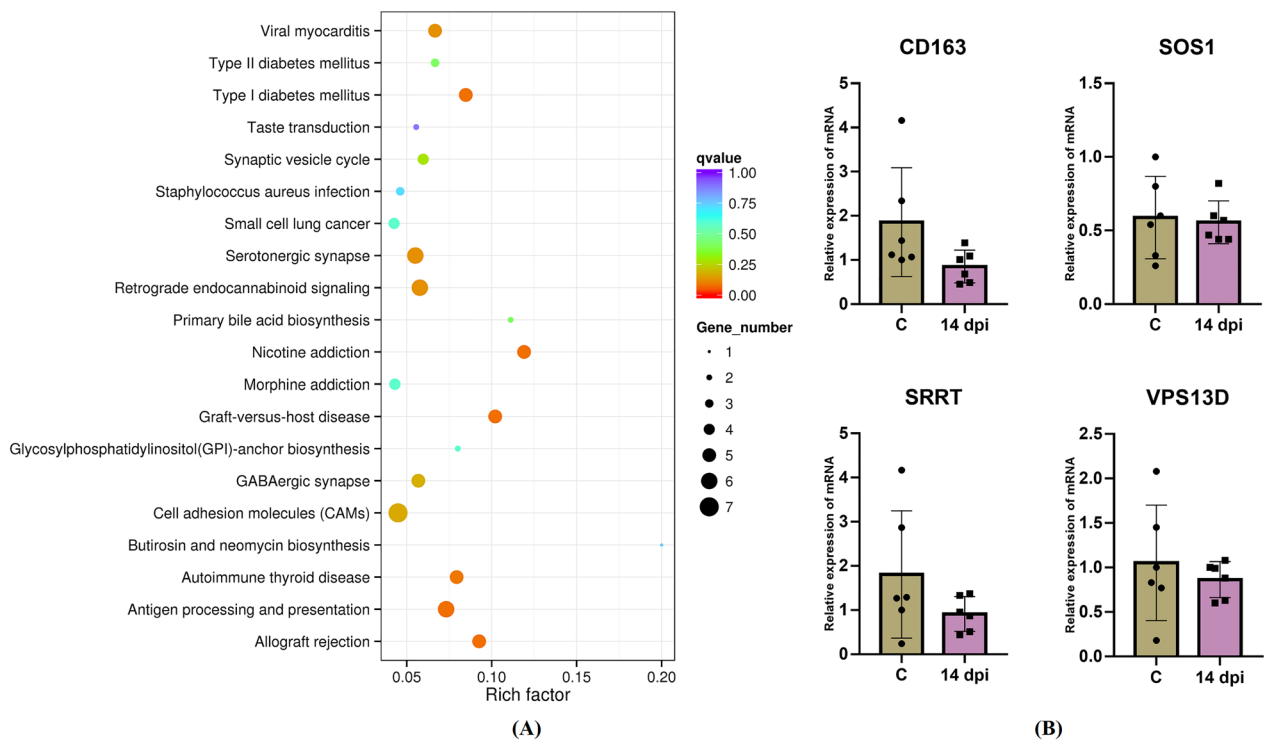 Viral myocarditis
Type II diabetes mellitus
Type I diabetes mellitus
Taste transduction
Synaptic vesicle cycle
Staphylococcus aureus infection
Small cell lung cancer
Serotonergic synapse
Retrograde endocannabinoid signaling
Primary bile acid biosynthesis
Nicotine addiction
Morphine addiction
Graft-versus-host disease
Glycosylphosphatidylinositol(GPI)-anchor biosynthesis
GABAergic synapse
Cell adhesion molecules (CAMs)
Butirosin and neomycin biosynthesis
Autoimmune thyroid disease
Antigen processing and presentation
Allograft rejection
0.05 0.10 0.15 0.20
Rich factor
qvalue
1.00
0.75
0.50
0.25
0.00
Gene_number
1
2
3
4
5
6
7
(A)
CD163
Relative expression of mRNA
5
4
3
2
1
0
C 14 dpi
SOS1
Relative expression of mRNA
1.5
1.0
0.5
0.0
C 14 dpi
SRRT
Relative expression of mRNA
5
4
3
2
1
0
C 14 dpi
VPS13D
Relative expression of mRNA
2.5
2.0
1.5
1.0
0.5
0.0
C 14 dpi
(B)